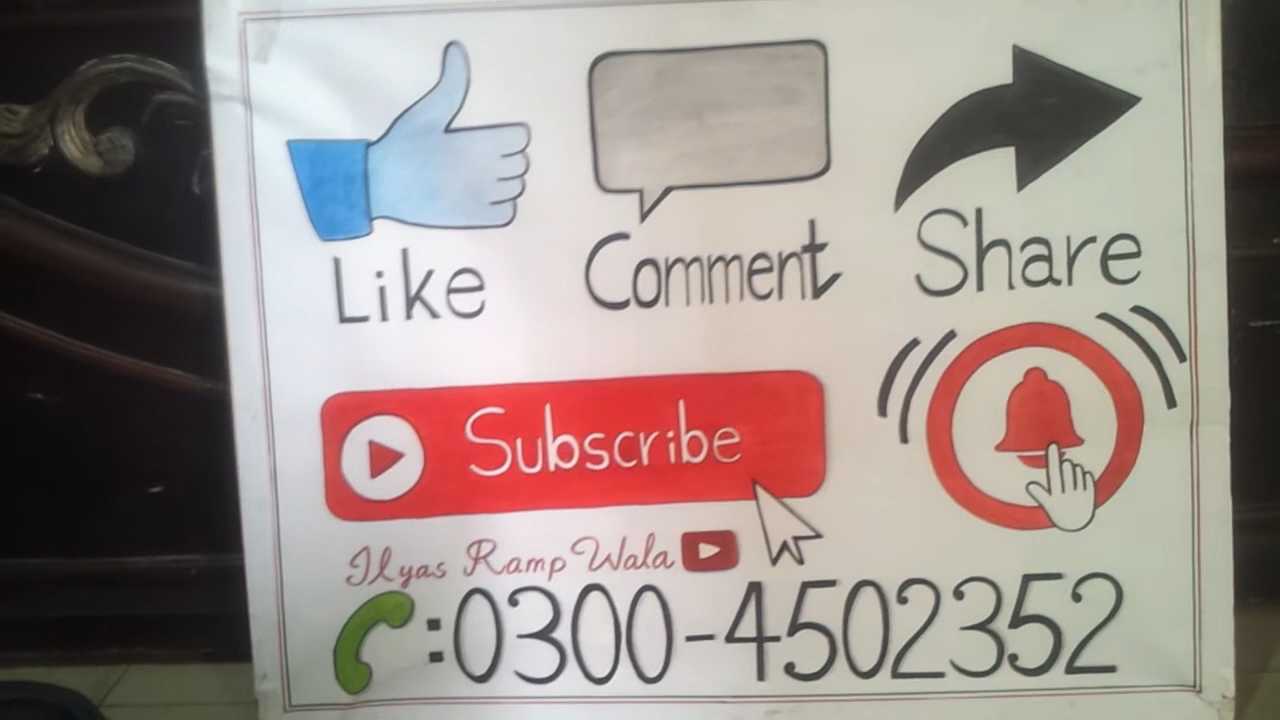 Like
Comment
Share
Subscribe
Ilyas Ramp Wala
:0300-4502352